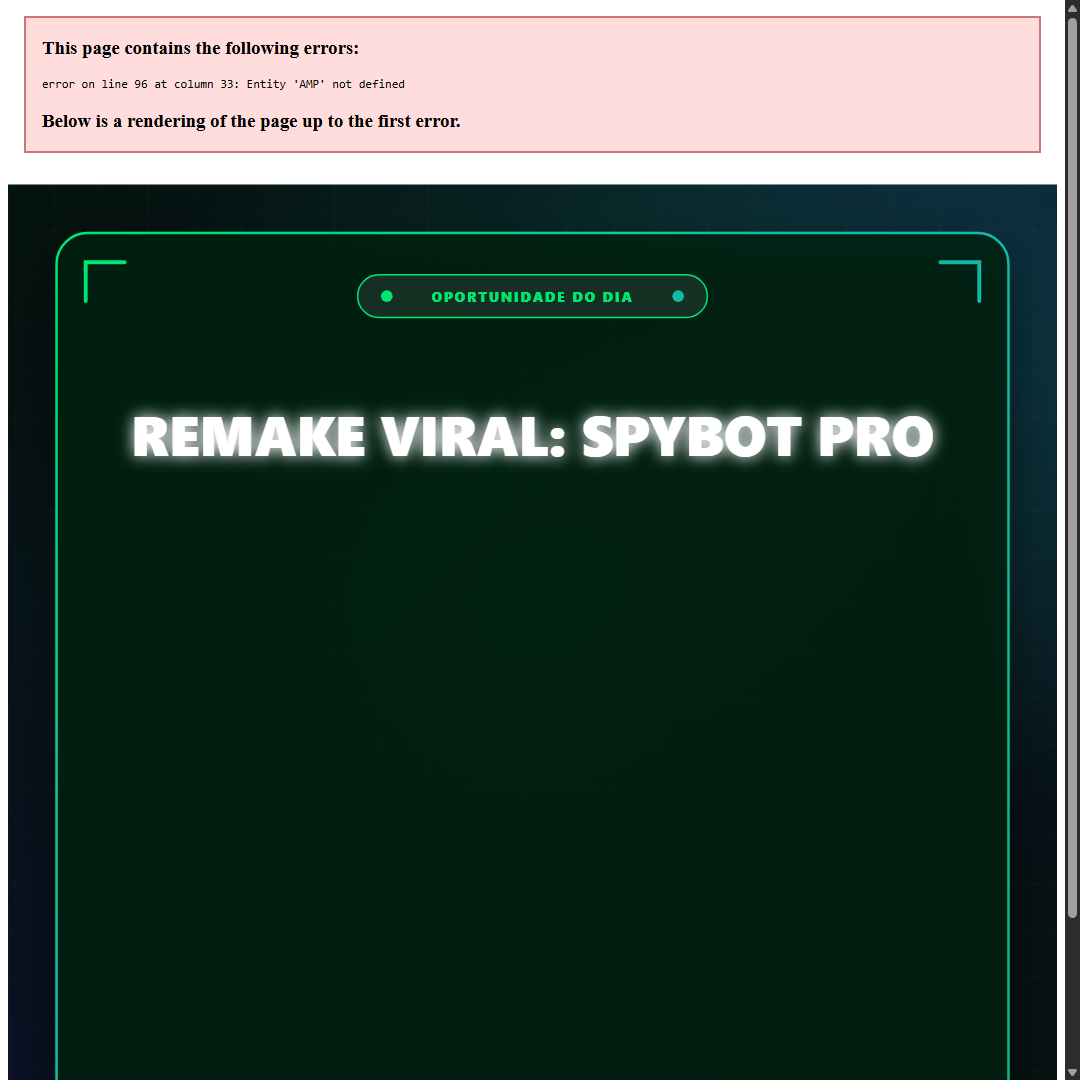 This page contains the following errors:
error on line 96 at column 33: Entity 'AMP' not defined
Below is a rendering of the page up to the first error.
OPORTUNIDADE DO DIA
REMAKE VIRAL: SPYBOT PRO